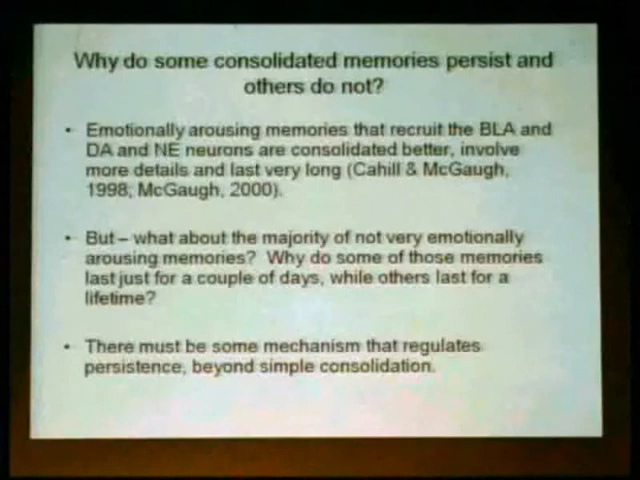 Why do some consolidated memories persist and
others do not?
• Emotionally arousing memories that recruit the BLA and
DA and NE neurons are consolidated better, involve
more details and last very long (Cahill & McGaugh,
1998; McGaugh, 2000).
• But – what about the majority of not very emotionally
arousing memories? Why do some of those memories
last just for a couple of days, while others last for a
lifetime?
• There must be some mechanism that regulates
persistence, beyond simple consolidation.